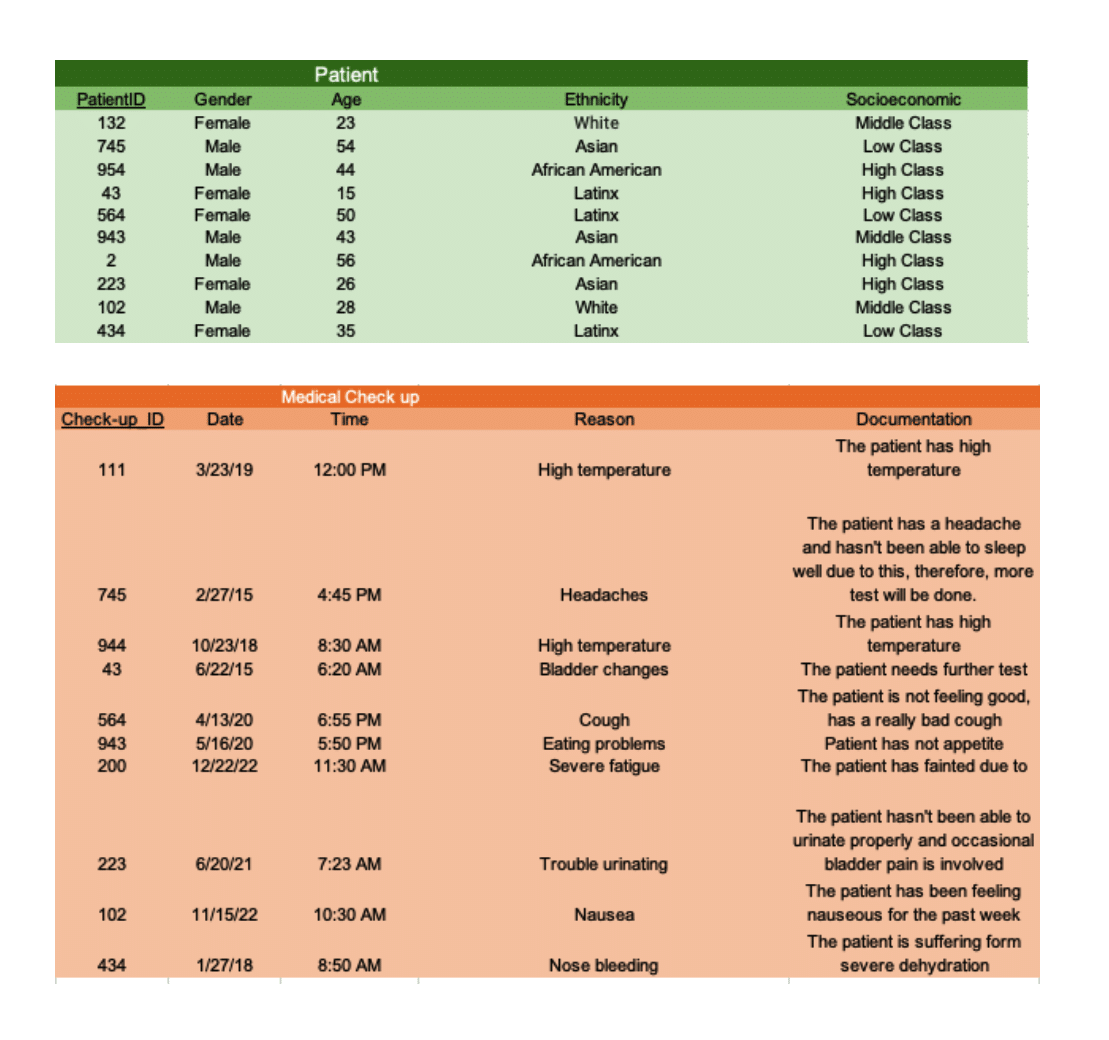 Patient
PatientID Gender Age Ethnicity Socioeconomic
132 Female 23 White Middle Class
745 Male 54 Asian Low Class
954 Male 44 African American High Class
43 Female 15 Latinx High Class
564 Female 50 Latinx Low Class
943 Male 43 Asian Middle Class
2 Male 56 African American High Class
223 Female 26 Asian High Class
102 Male 28 White Middle Class
434 Female 35 Latinx Low Class
Medical Check up
Check-up_ID Date Time Reason Documentation
The patient has high
111 3/23/19 12:00 PM High temperature temperature
The patient has a headache
and hasn't been able to sleep
well due to this, therefore, more
745 2/27/15 4:45 PM Headaches test will be done.
The patient has high
944 10/23/18 8:30 AM High temperature temperature
43 6/22/15 6:20 AM Bladder changes The patient needs further test
The patient is not feeling good,
564 4/13/20 6:55 PM Cough has a really bad cough
943 5/16/20 5:50 PM Eating problems Patient has not appetite
200 12/22/22 11:30 AM Severe fatigue The patient has fainted due to
The patient hasn't been able to
urinate properly and occasional
223 6/20/21 7:23 AM Trouble urinating bladder pain is involved
The patient has been feeling
102 11/15/22 10:30 AM Nausea nauseous for the past week
The patient is suffering form
434 1/27/18 8:50 AM Nose bleeding severe dehydration